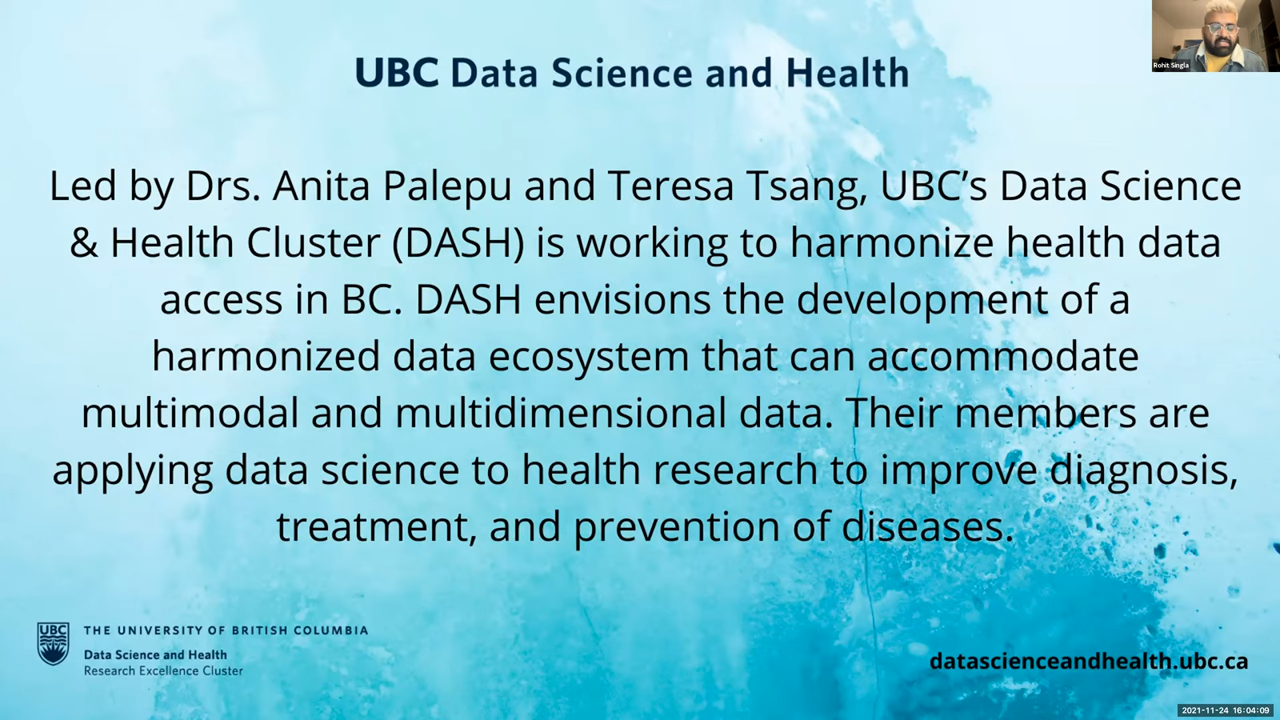 UBC Data Science and Health
Rohit Singla
Led by Drs. Anita Palepu and Teresa Tsang, UBC’s Data Science
& Health Cluster (DASH) is working to harmonize health data
access in BC. DASH envisions the development of a
harmonized data ecosystem that can accommodate
multimodal and multidimensional data. Their members are
applying data science to health research to improve diagnosis,
treatment, and prevention of diseases.
UBC
THE UNIVERSITY OF BRITISH COLUMBIA
Data Science and Health
Research Excellence Cluster
datascienceandhealth.ubc.ca
2021-11-24 16:04:09